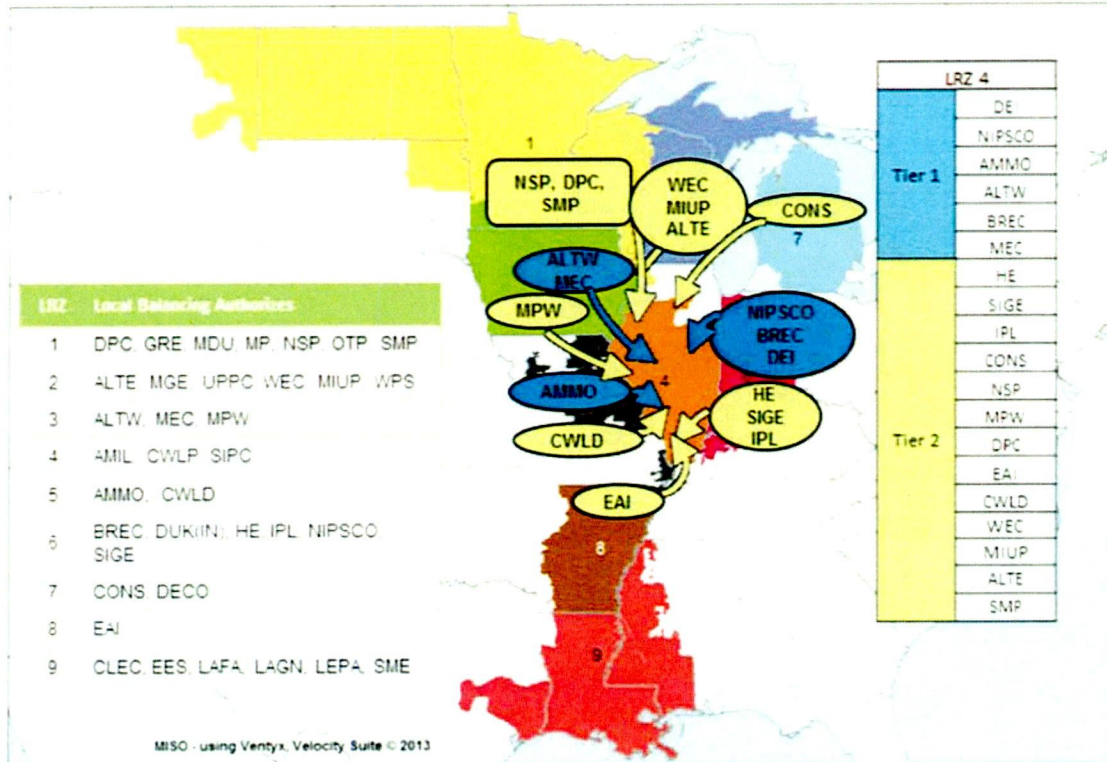 1
NSP, DPC,
SMP
WEC
MIUP
ALTE
CONS
7
ALTW
MEC
MPW
NIPSCO
BREC
DEI
4
AMMO
HE
SIGE
IPL
CWLD
EAI
8
9
LRZ Local Balancing Authorizes
1 DPC, GRE, MDU, MP, NSP, OTP, SMP
2 ALTE, MGE, UPPC, WEC, MIUP, WPS
3 ALTW, MEC, MPW
4 AMIL, CWLP, SIPC
5 AMMO, CWLD
6 BREC, DUK(IN), HE, IPL, NIPSCO,
SIGE
7 CONS, DECO
8 EAI
9 CLEC, EES, LAFA, LAGN, LEPA, SME
MISO - using Ventyx, Velocity Suite © 2013
LRZ 4
Tier 1
DEI
NIPSCO
AMMO
ALTW
BREC
MEC
Tier 2
HE
SIGE
IPL
CONS
NSP
MPW
DPC
EAI
CWLD
WEC
MIUP
ALTE
SMP